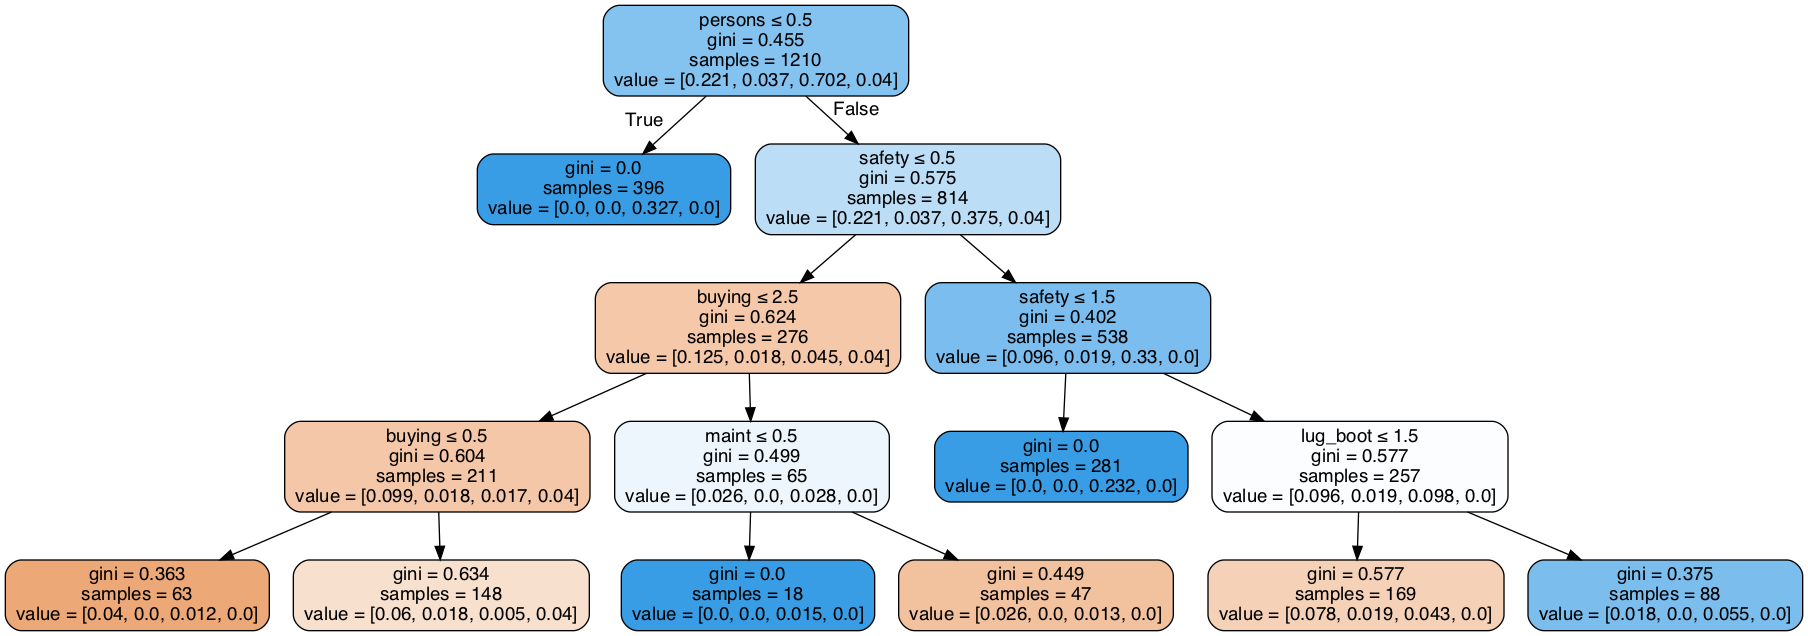 persons ≤ 0.5
gini = 0.455
samples = 1210
value = [0.221, 0.037, 0.702, 0.04]
True
False
gini = 0.0
samples = 396
value = [0.0, 0.0, 0.327, 0.0]
safety ≤ 0.5
gini = 0.575
samples = 814
value = [0.221, 0.037, 0.375, 0.04]
buying ≤ 2.5
gini = 0.624
samples = 276
value = [0.125, 0.018, 0.045, 0.04]
safety ≤ 1.5
gini = 0.402
samples = 538
value = [0.096, 0.019, 0.33, 0.0]
buying ≤ 0.5
gini = 0.604
samples = 211
value = [0.099, 0.018, 0.017, 0.04]
maint ≤ 0.5
gini = 0.499
samples = 65
value = [0.026, 0.0, 0.028, 0.0]
gini = 0.0
samples = 281
value = [0.0, 0.0, 0.232, 0.0]
lug_boot ≤ 1.5
gini = 0.577
samples = 257
value = [0.096, 0.019, 0.098, 0.0]
gini = 0.363
samples = 63
value = [0.04, 0.0, 0.012, 0.0]
gini = 0.634
samples = 148
value = [0.06, 0.018, 0.005, 0.04]
gini = 0.0
samples = 18
value = [0.0, 0.0, 0.015, 0.0]
gini = 0.449
samples = 47
value = [0.026, 0.0, 0.013, 0.0]
gini = 0.577
samples = 169
value = [0.078, 0.019, 0.043, 0.0]
gini = 0.375
samples = 88
value = [0.018, 0.0, 0.055, 0.0]